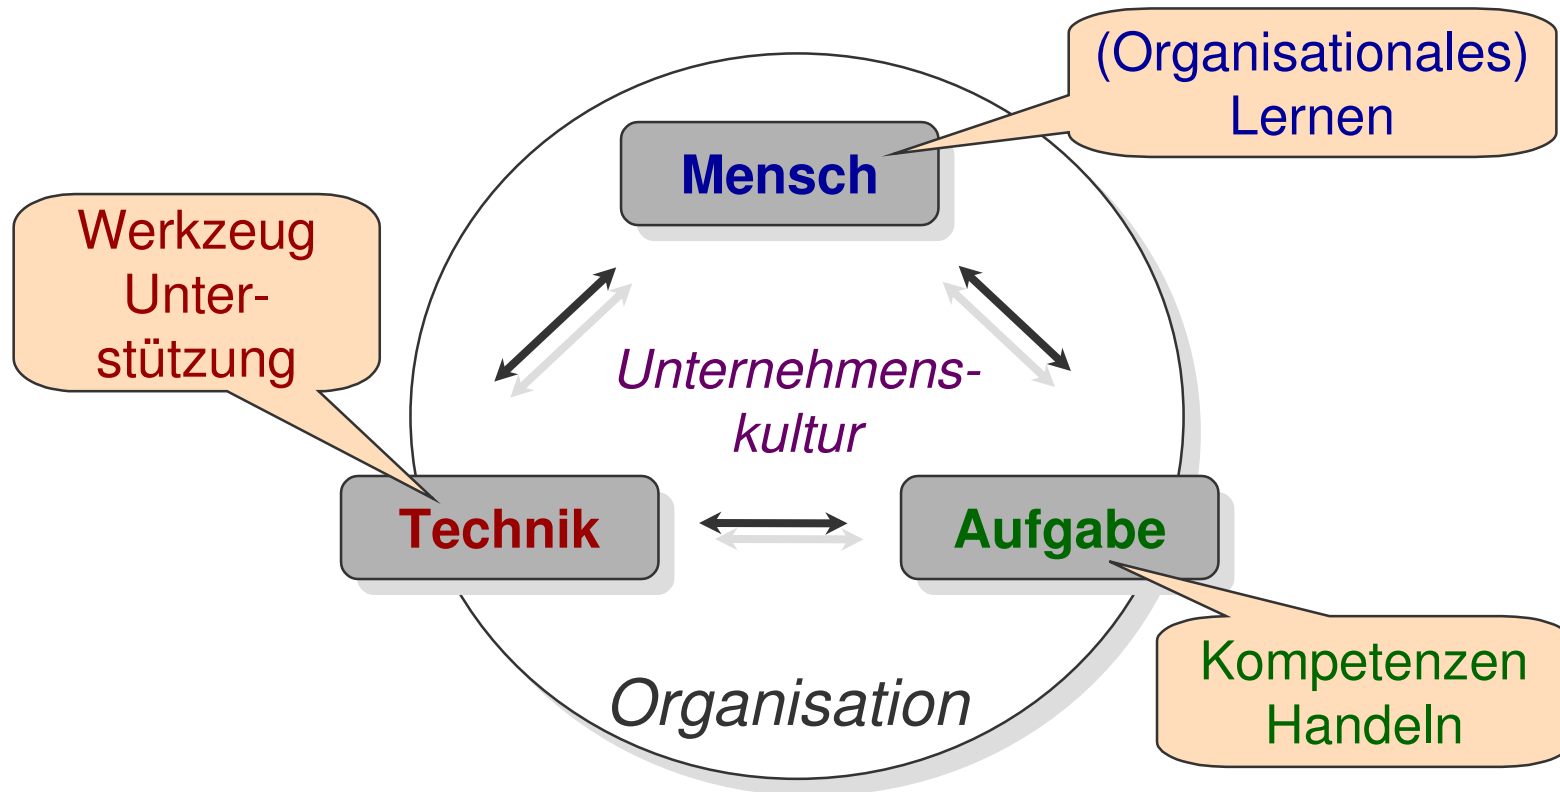 (Organisationales)
Lernen
Mensch
Werkzeug
Unter-
stützung
Unternehmens-
kultur
Technik
Aufgabe
Organisation
Kompetenzen
Handeln